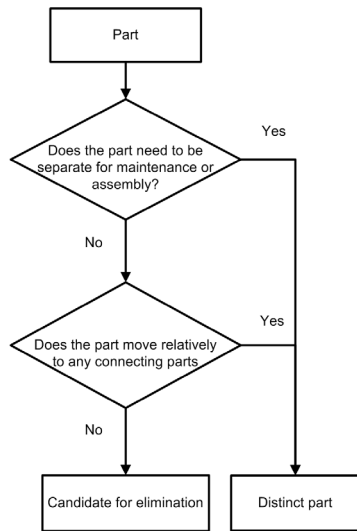 Part
Does the part need to be
separate for maintenance or
assembly?
Yes
No
Does the part move relatively
to any connecting parts
Yes
No
Candidate for elimination
Distinct part